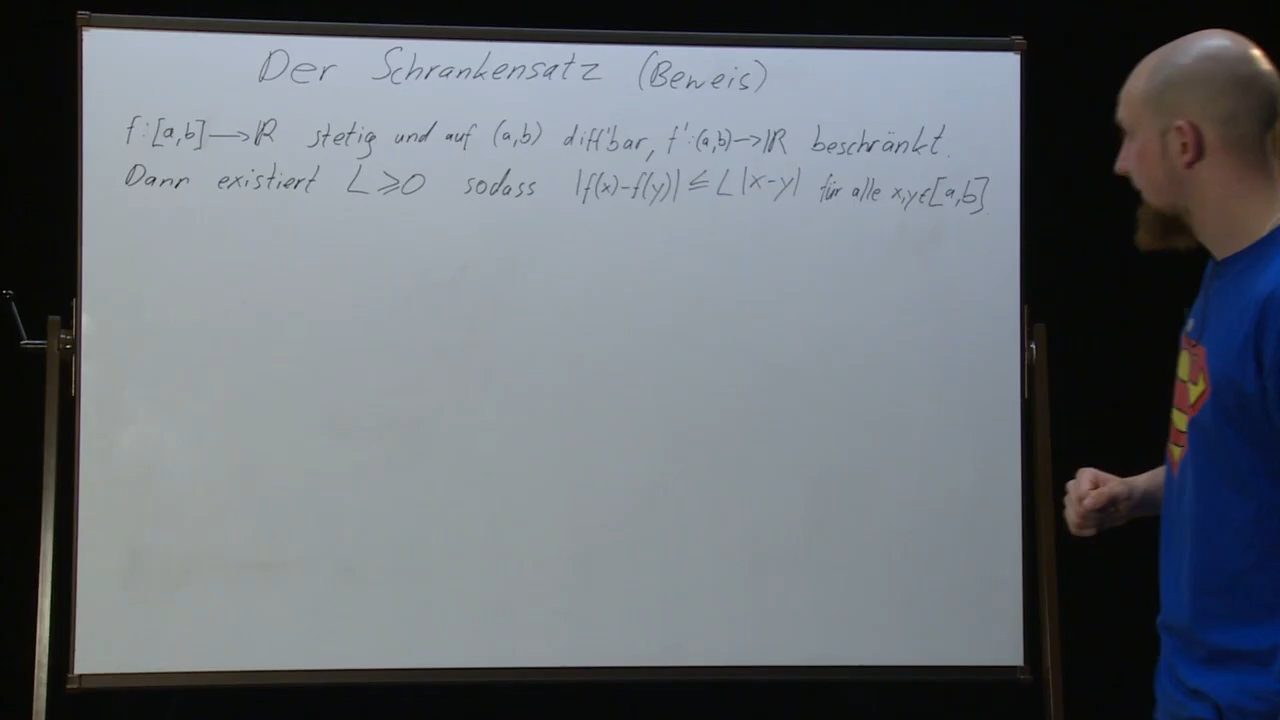 Der Schrankensatz (Beweis)
f:[a,b]⟶ℝ stetig und auf (a,b) diff'bar, f':(a,b)→ℝ beschränkt.
Dann existiert L⩾0 sodass |f(x)-f(y)| ≤ L|x-y| für alle x,y∈[a,b]